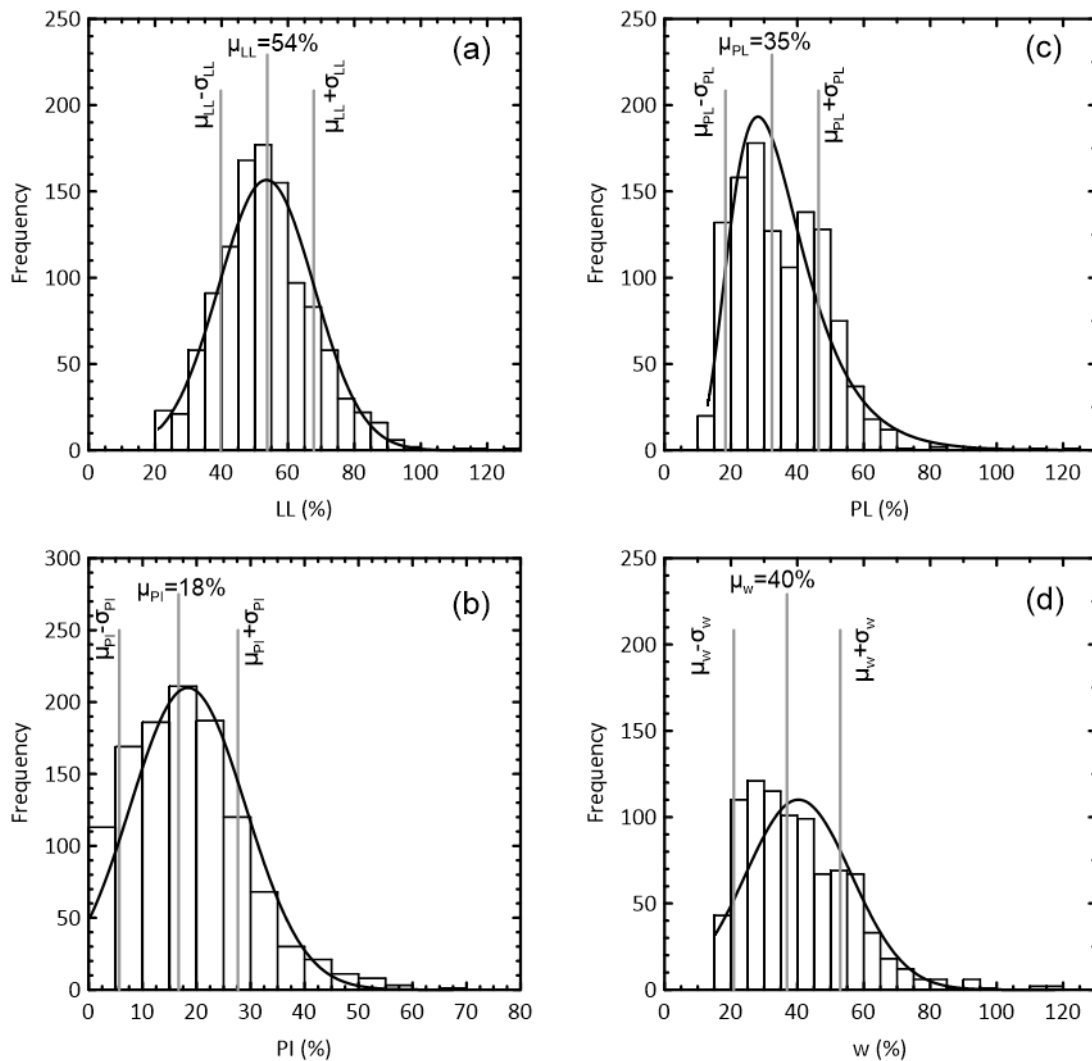 250
200
150
100
50
0
Frequency
μLL-σLL
μLL=54%
μLL+σLL
(a)
0 20 40 60 80 100 120
LL (%)
250
200
150
100
50
0
Frequency
μPL-σPL
μPL=35%
μPL+σPL
(c)
0 20 40 60 80 100 120
PL (%)
300
250
200
150
100
50
0
Frequency
μPI-σPI
μPI=18%
μPI+σPI
(b)
0 10 20 30 40 50 60 70 80
PI (%)
250
200
150
100
50
0
Frequency
μw-σw
μw=40%
μw+σw
(d)
0 20 40 60 80 100 120
w (%)